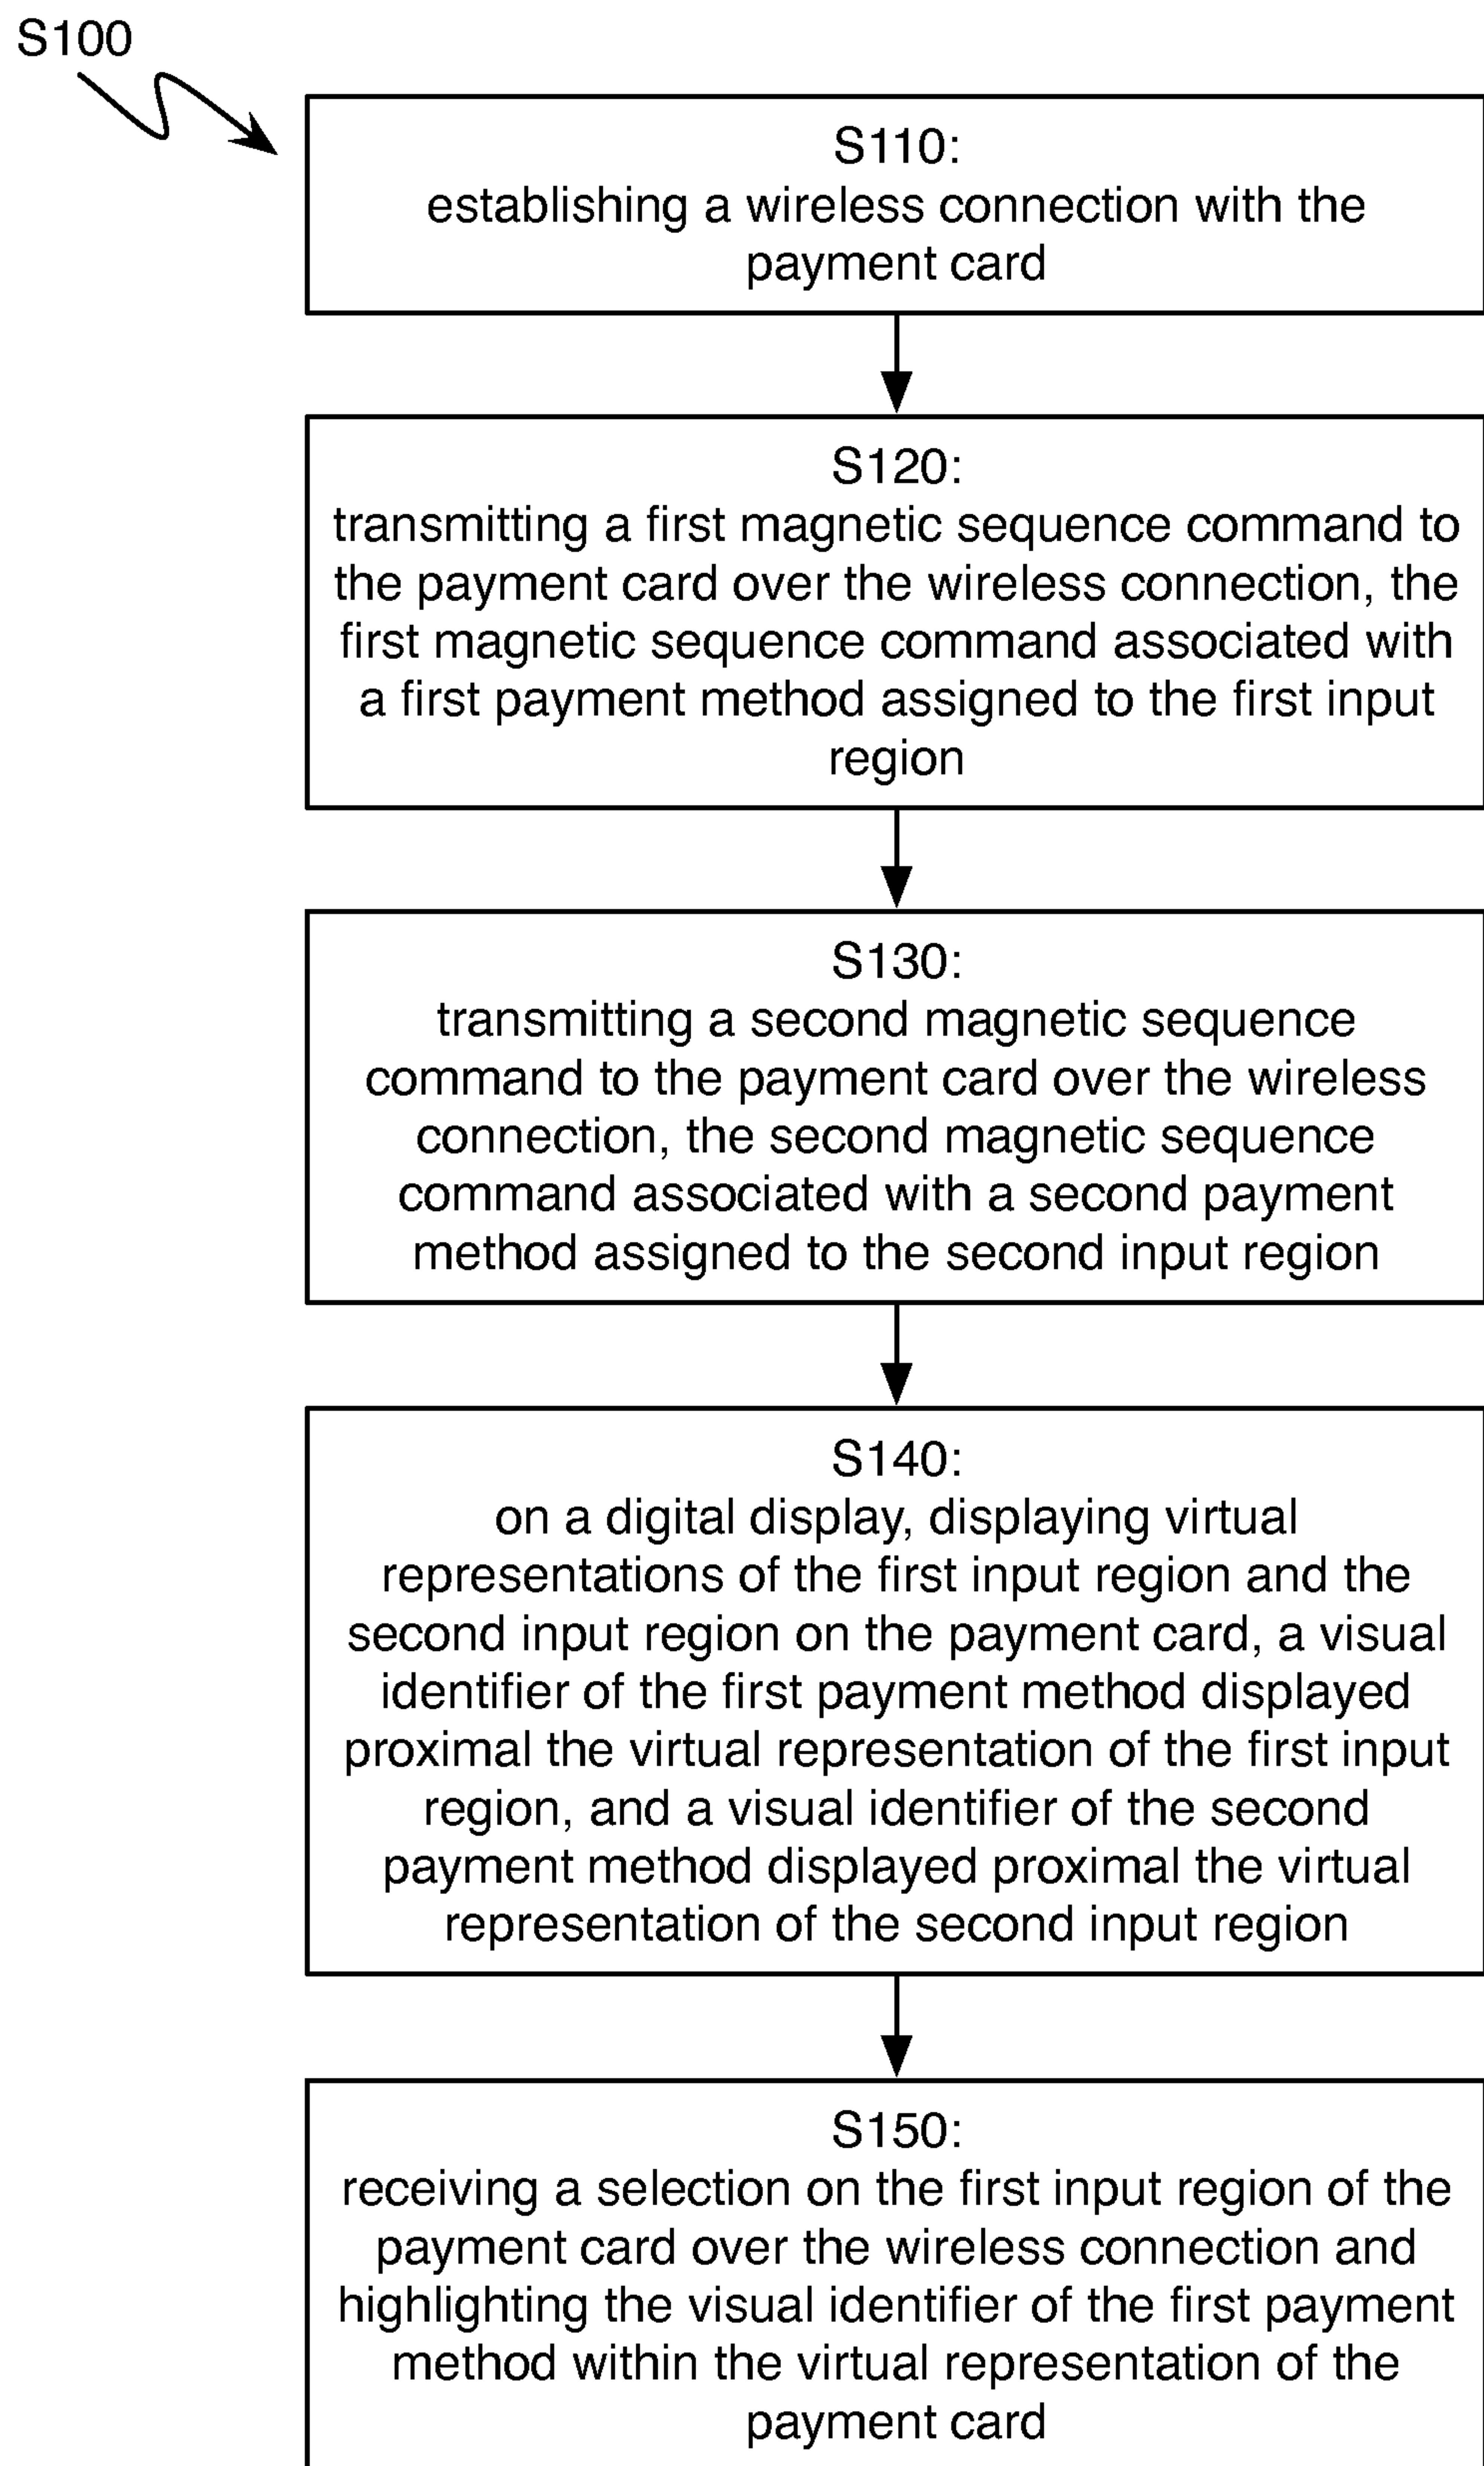 S100
S110:
establishing a wireless connection with the
payment card
S120:
transmitting a first magnetic sequence command to
the payment card over the wireless connection, the
first magnetic sequence command associated with
a first payment method assigned to the first input
region
S130:
transmitting a second magnetic sequence
command to the payment card over the wireless
connection, the second magnetic sequence
command associated with a second payment
method assigned to the second input region
S140:
on a digital display, displaying virtual
representations of the first input region and the
second input region on the payment card, a visual
identifier of the first payment method displayed
proximal the virtual representation of the first input
region, and a visual identifier of the second
payment method displayed proximal the virtual
representation of the second input region
S150:
receiving a selection on the first input region of the
payment card over the wireless connection and
highlighting the visual identifier of the first payment
method within the virtual representation of the
payment card